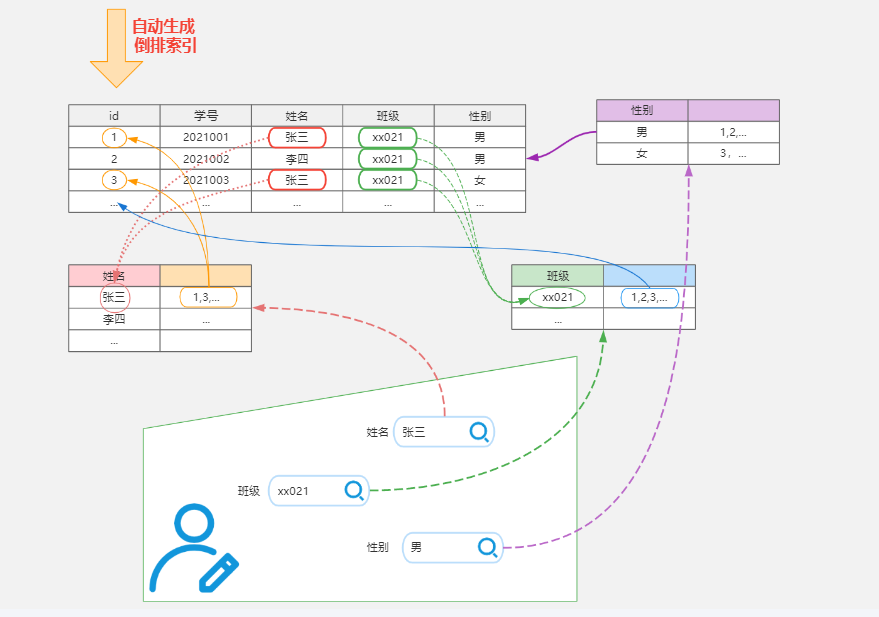 自动生成
倒排索引
id 学号 姓名 班级 性别
1 2021001 张三 xx021 男
2 2021002 李四 xx021 男
3 2021003 张三 xx021 女
... ... ... ... ...
性别
男 1,2,...
女 3，...
姓名
张三 1,3,...
李四 ...
...
班级
xx021 1,2,3,...
...
姓名 张三
班级 xx021
性别 男